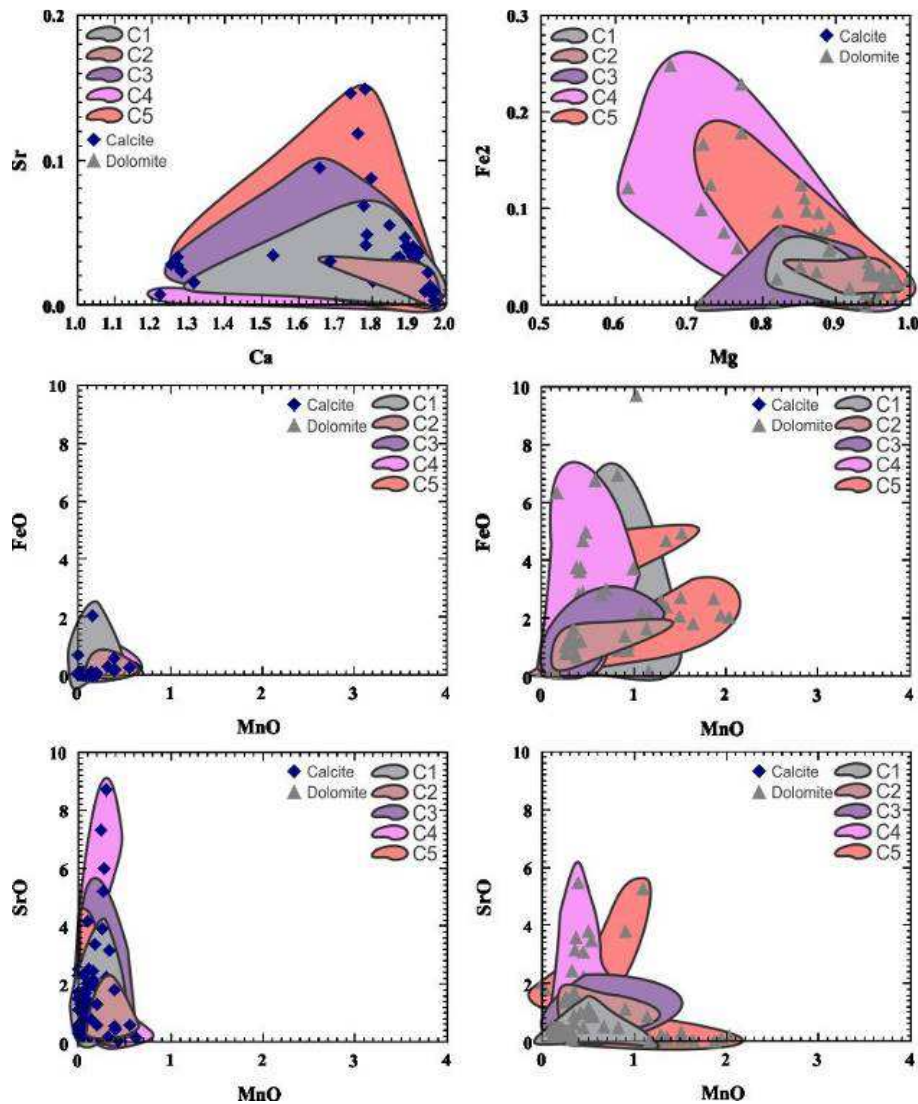 0.2
C1
C2
C3
C4
C5
Calcite
Dolomite
Sr
0.1
0.0
1.0 1.1 1.2 1.3 1.4 1.5 1.6 1.7 1.8 1.9 2.0
Ca
0.3
C1
C2
C3
C4
C5
Calcite
Dolomite
Fe2
0.2
0.1
0.0
0.5 0.6 0.7 0.8 0.9 1.0
Mg
10
Calcite
Dolomite
C1
C2
C3
C4
C5
FeO
8
6
4
2
0
0 1 2 3 4
MnO
10
Calcite
Dolomite
C1
C2
C3
C4
C5
FeO
8
6
4
2
0
0 1 2 3 4
MnO
10
Calcite
Dolomite
C1
C2
C3
C4
C5
SrO
8
6
4
2
0
0 1 2 3 4
MnO
10
Calcite
Dolomite
C1
C2
C3
C4
C5
SrO
8
6
4
2
0
0 1 2 3 4
MnO